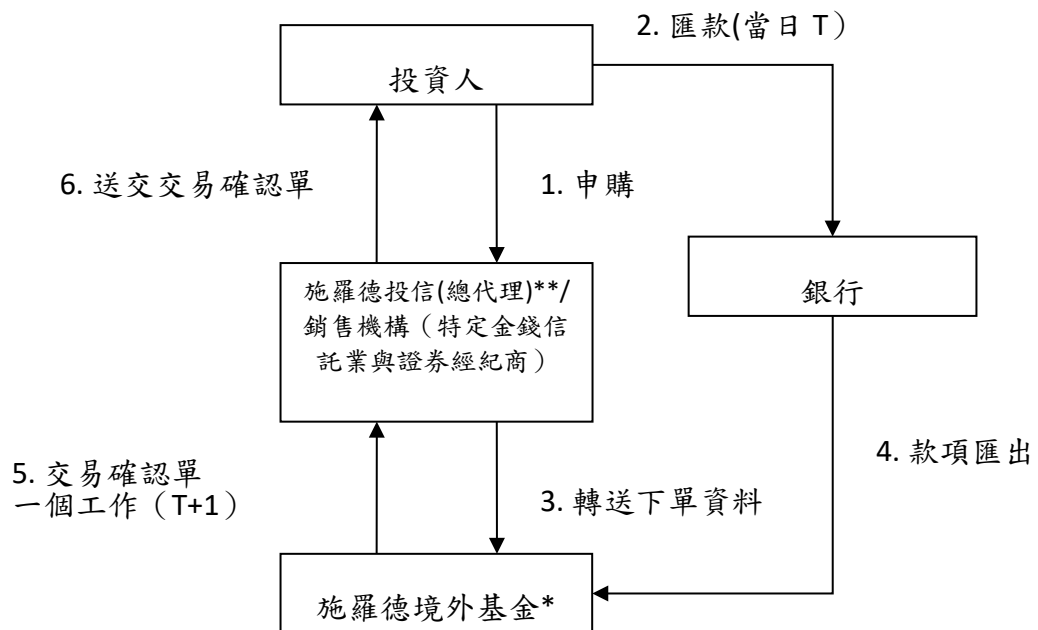 2. 匯款(當日 T）
投資人
6. 送交交易確認單
1. 申購
施羅德投信(總代理)**/
銷售機構（特定金錢信
託業與證券經紀商）
銀行
5. 交易確認單
一個工作（T+1）
4. 款項匯出
3. 轉送下單資料
施羅德境外基金*